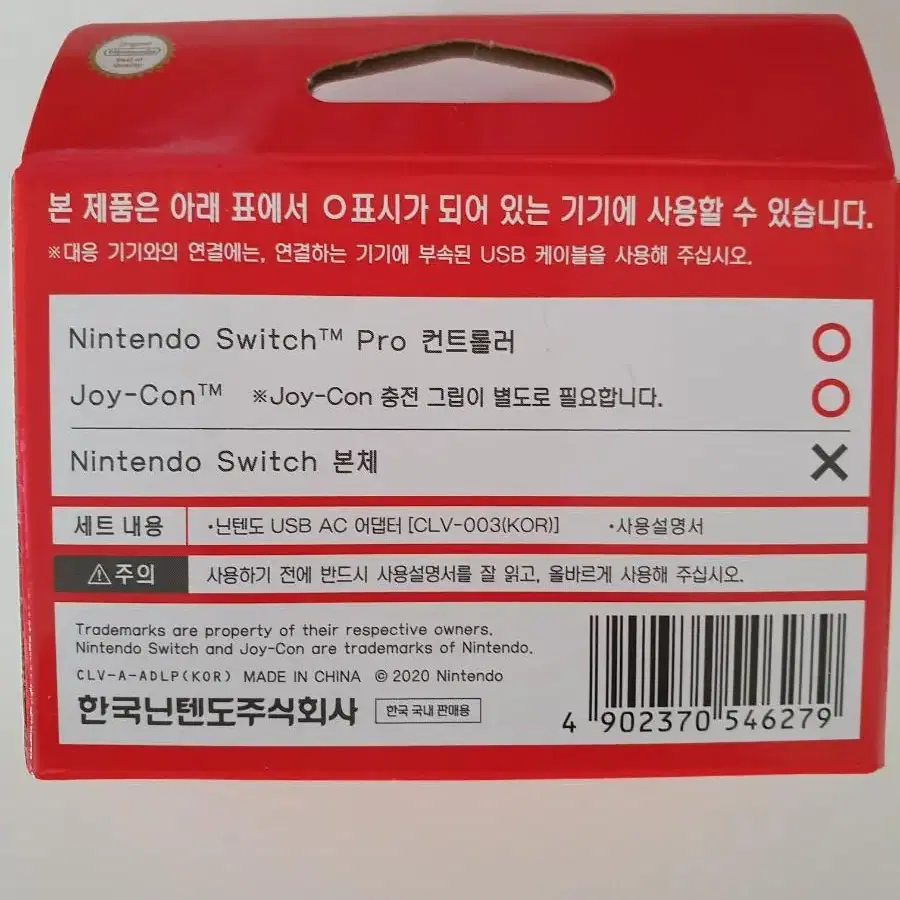 Original
Nintendo
Seal of
Quality
본 제품은 아래 표에서 O표시가 되어 있는 기기에 사용할 수 있습니다.
※대응 기기와의 연결에는, 연결하는 기기에 부속된 USB 케이블을 사용해 주십시오.
Nintendo Switch™ Pro 컨트롤러 O
Joy-Con™ ※Joy-Con 충전 그립이 별도로 필요합니다. O
Nintendo Switch 본체 X
세트 내용 •닌텐도 USB AC 어댑터 [CLV-003(KOR)] •사용설명서
⚠주의 사용하기 전에 반드시 사용설명서를 잘 읽고, 올바르게 사용해 주십시오.
Trademarks are property of their respective owners.
Nintendo Switch and Joy-Con are trademarks of Nintendo.
CLV-A-ADLP(KOR) MADE IN CHINA © 2020 Nintendo
한국닌텐도주식회사 한국 국내 판매용
4 902370 546279